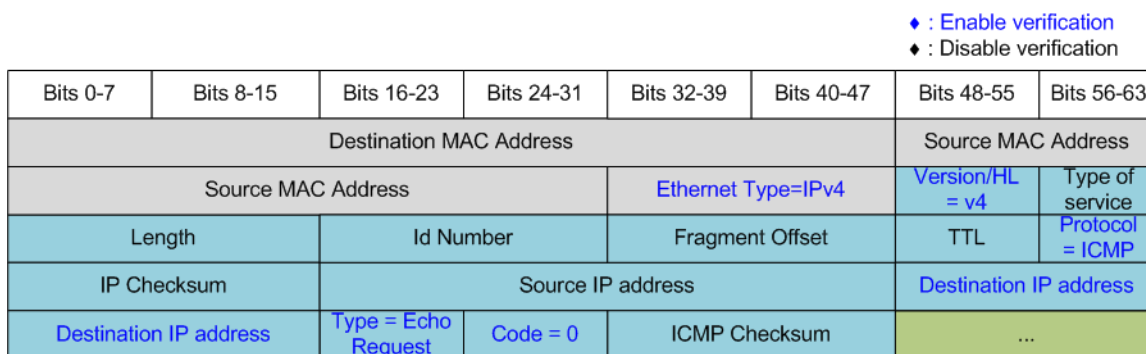 ♦ : Enable verification
♦ : Disable verification
Bits 0-7 Bits 8-15 Bits 16-23 Bits 24-31 Bits 32-39 Bits 40-47 Bits 48-55 Bits 56-63
Destination MAC Address Source MAC Address
Source MAC Address Ethernet Type=IPv4 Version/HL = v4 Type of service
Length Id Number Fragment Offset TTL Protocol = ICMP
IP Checksum Source IP address Destination IP address
Destination IP address Type = Echo Request Code = 0 ICMP Checksum ...